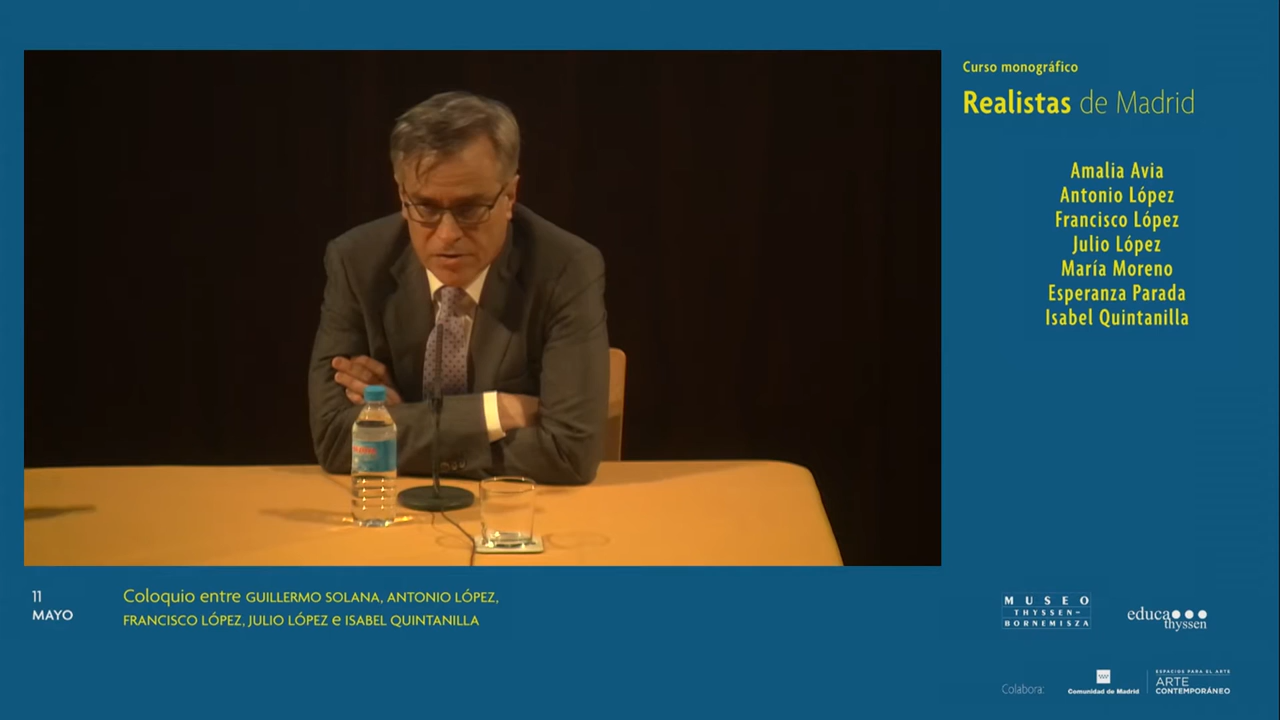 Curso monográfico
Realistas de Madrid
Amalia Avia
Antonio López
Francisco López
Julio López
María Moreno
Esperanza Parada
Isabel Quintanilla
11
MAYO
Coloquio entre GUILLERMO SOLANA, ANTONIO LÓPEZ,
FRANCISCO LÓPEZ, JULIO LÓPEZ e ISABEL QUINTANILLA
MUSEO
THYSSEN-
BORNEMISZA
educa
thyssen
Colabora:
Comunidad de Madrid
ESPACIOS PARA EL ARTE
ARTE
CONTEMPORÁNEO